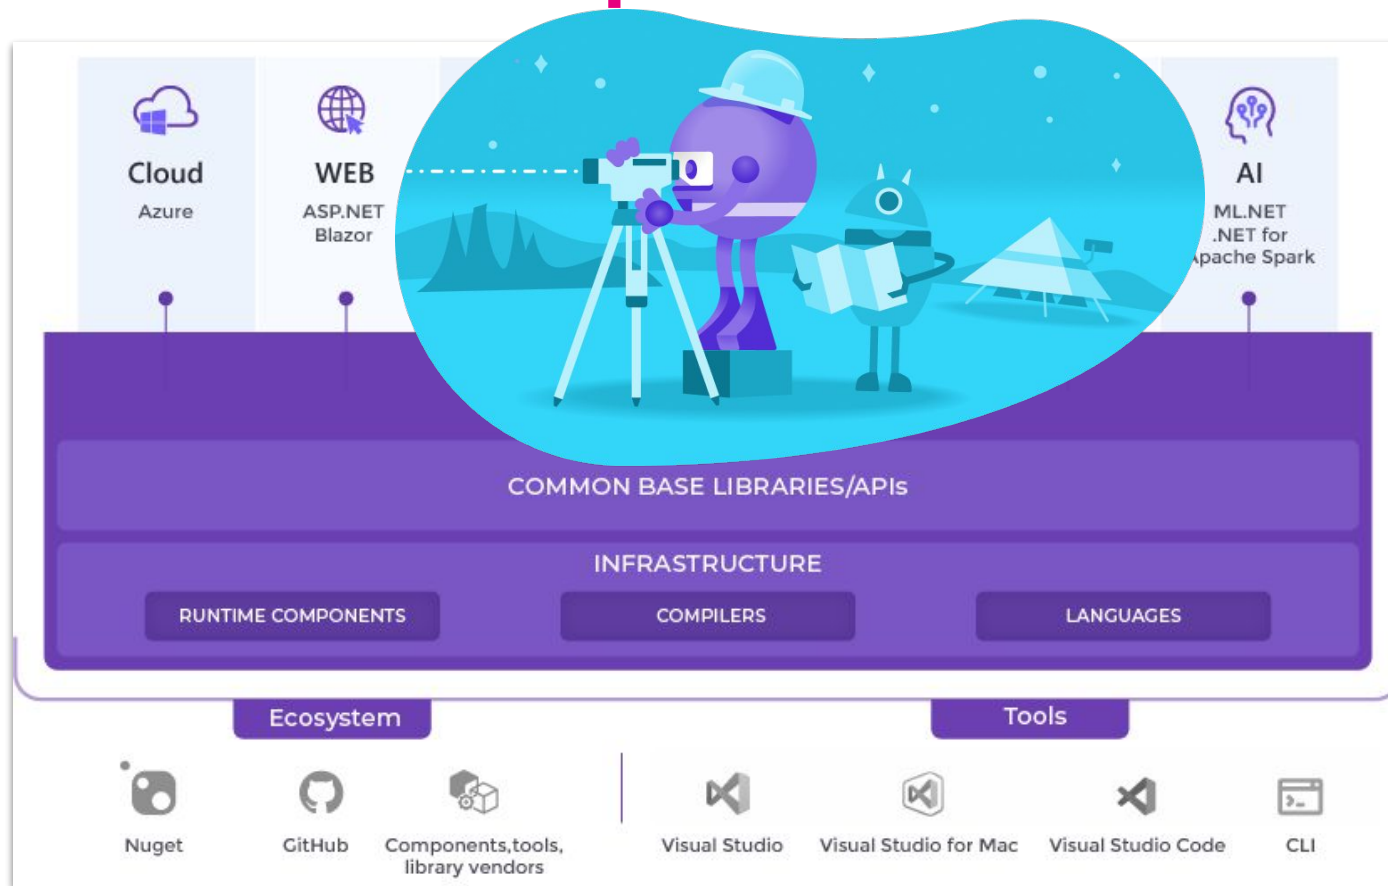 Cloud
Azure
WEB
ASP.NET
Blazor
AI
ML.NET
.NET for
Apache Spark
COMMON BASE LIBRARIES/APIs
INFRASTRUCTURE
RUNTIME COMPONENTS
COMPILERS
LANGUAGES
Ecosystem
Tools
Nuget
GitHub
Components,tools,
library vendors
Visual Studio
Visual Studio for Mac
Visual Studio Code
CLI